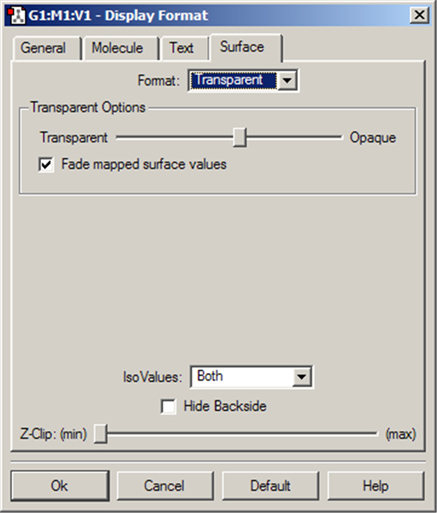 G1:M1:V1 - Display Format
General Molecule Text Surface
Format: Transparent
Transparent Options
Transparent Opaque
Fade mapped surface values
IsoValues: Both
Hide Backside
Z-Clip: (min) (max)
Ok Cancel Default Help